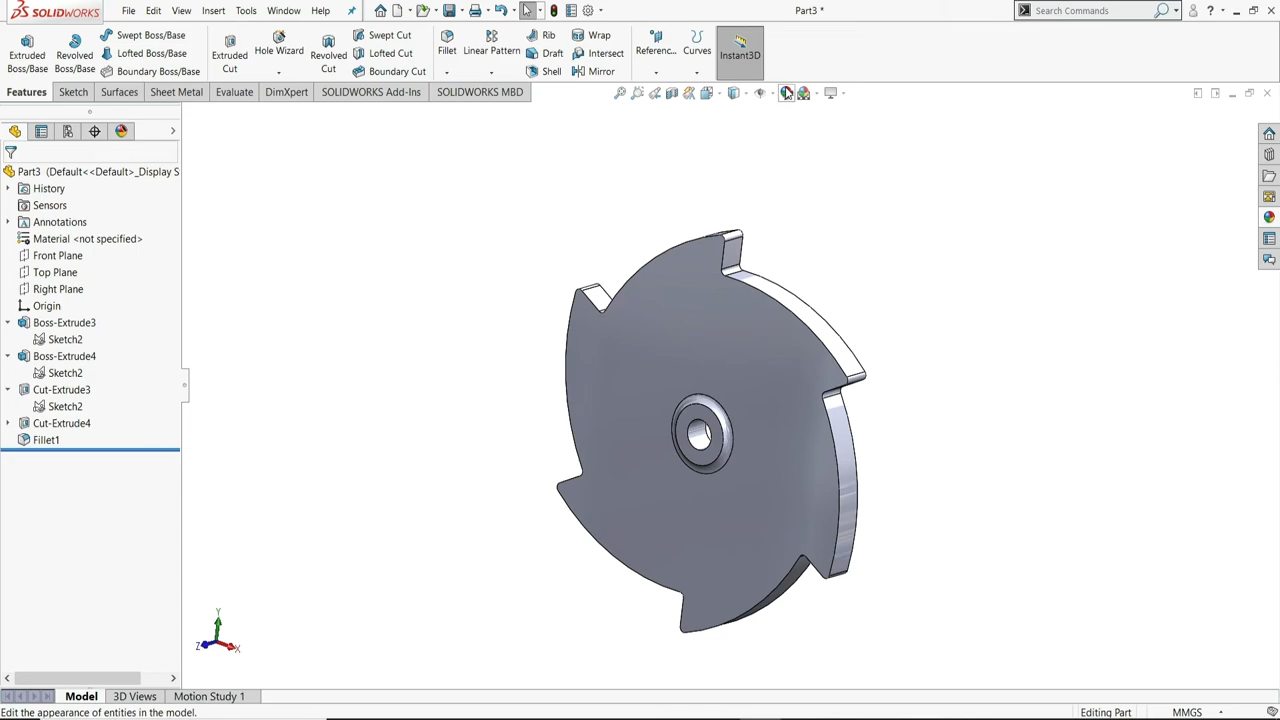 SOLIDWORKS
File Edit View Insert Tools Window Help
Part3 *
Search Commands
Extruded Boss/Base
Revolved Boss/Base
Swept Boss/Base
Lofted Boss/Base
Boundary Boss/Base
Extruded Cut
Hole Wizard
Revolved Cut
Swept Cut
Lofted Cut
Boundary Cut
Fillet
Linear Pattern
Rib
Draft
Shell
Wrap
Intersect
Mirror
Referenc...
Curves
Instant3D
Features Sketch Surfaces Sheet Metal Evaluate DimXpert SOLIDWORKS Add-Ins SOLIDWORKS MBD
Part3 (Default<<Default>_Display S
History
Sensors
Annotations
Material <not specified>
Front Plane
Top Plane
Right Plane
Origin
Boss-Extrude3
Sketch2
Boss-Extrude4
Sketch2
Cut-Extrude3
Sketch2
Cut-Extrude4
Fillet1
Y
Z X
Model 3D Views Motion Study 1
Edit the appearance of entities in the model.
Editing Part MMGS